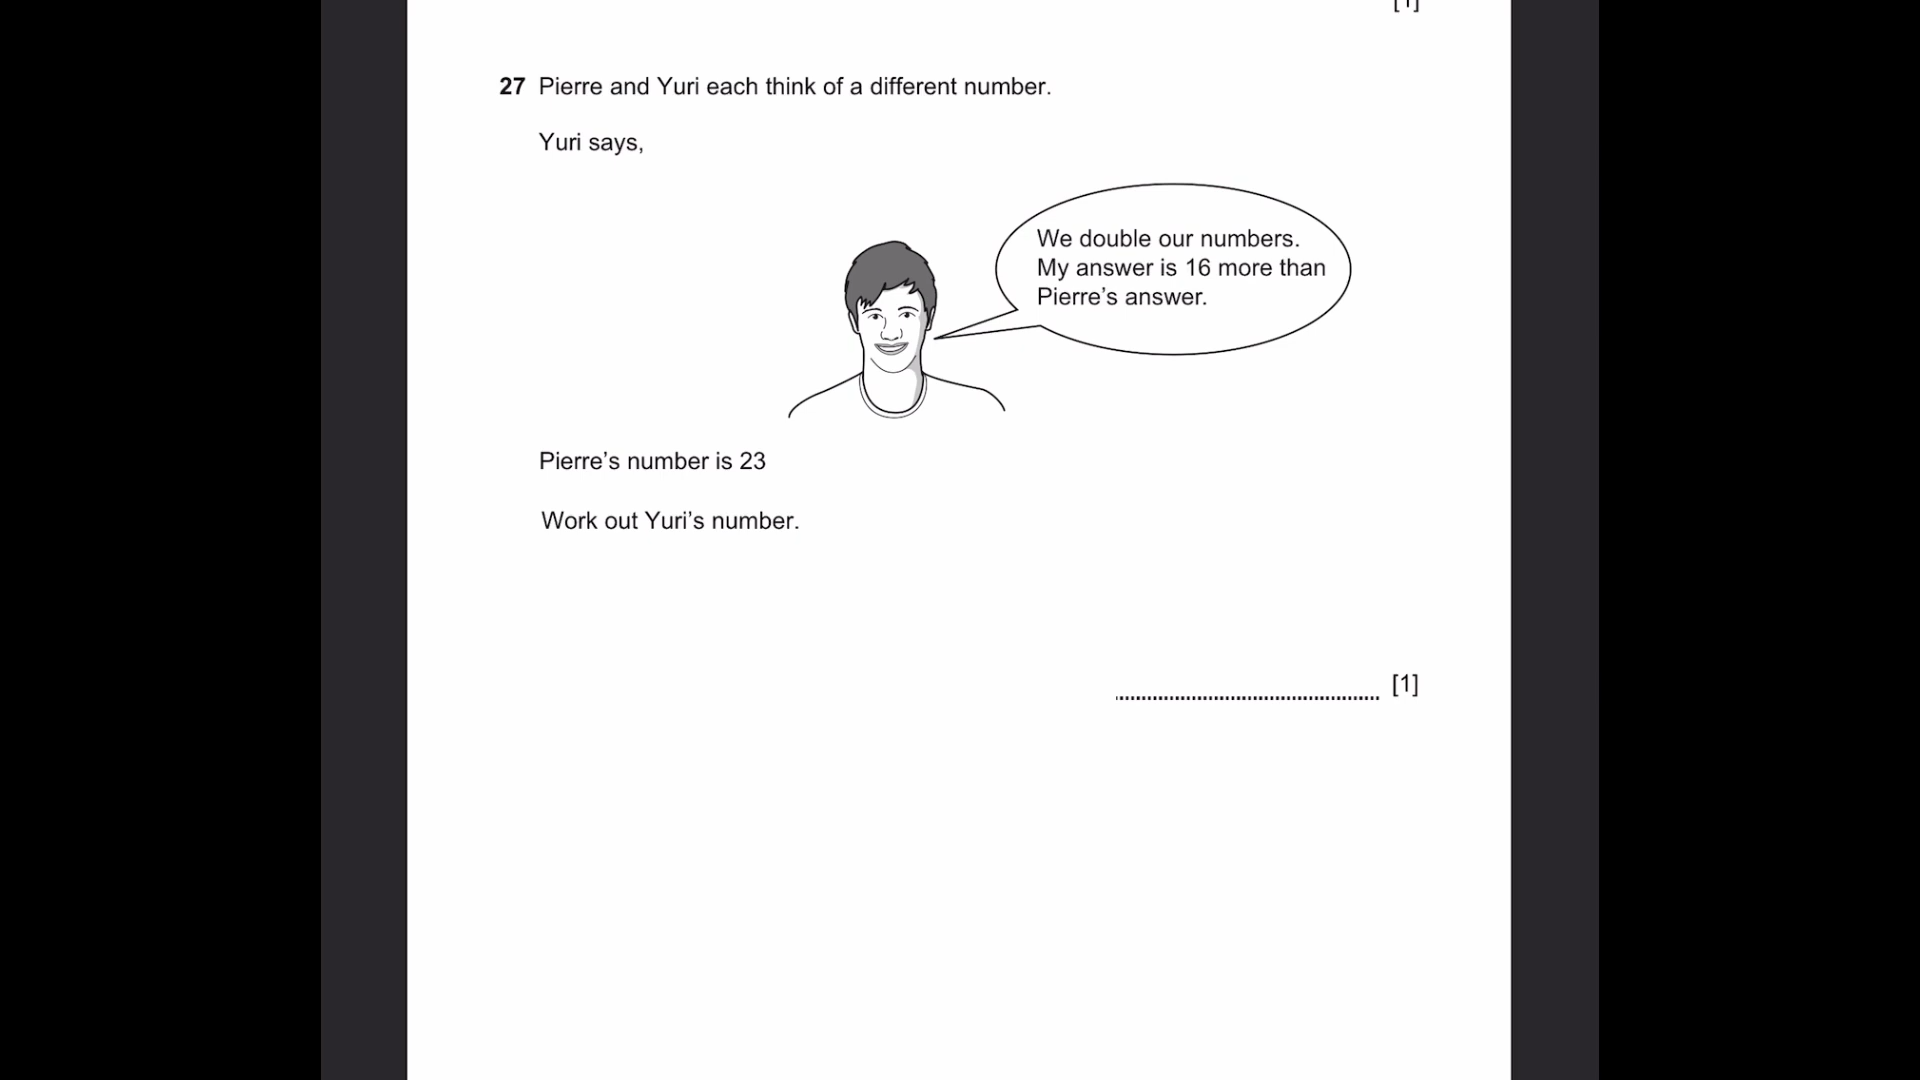 [1]
27 Pierre and Yuri each think of a different number.
Yuri says,
We double our numbers.
My answer is 16 more than
Pierre’s answer.
Pierre’s number is 23
Work out Yuri’s number.
[1]